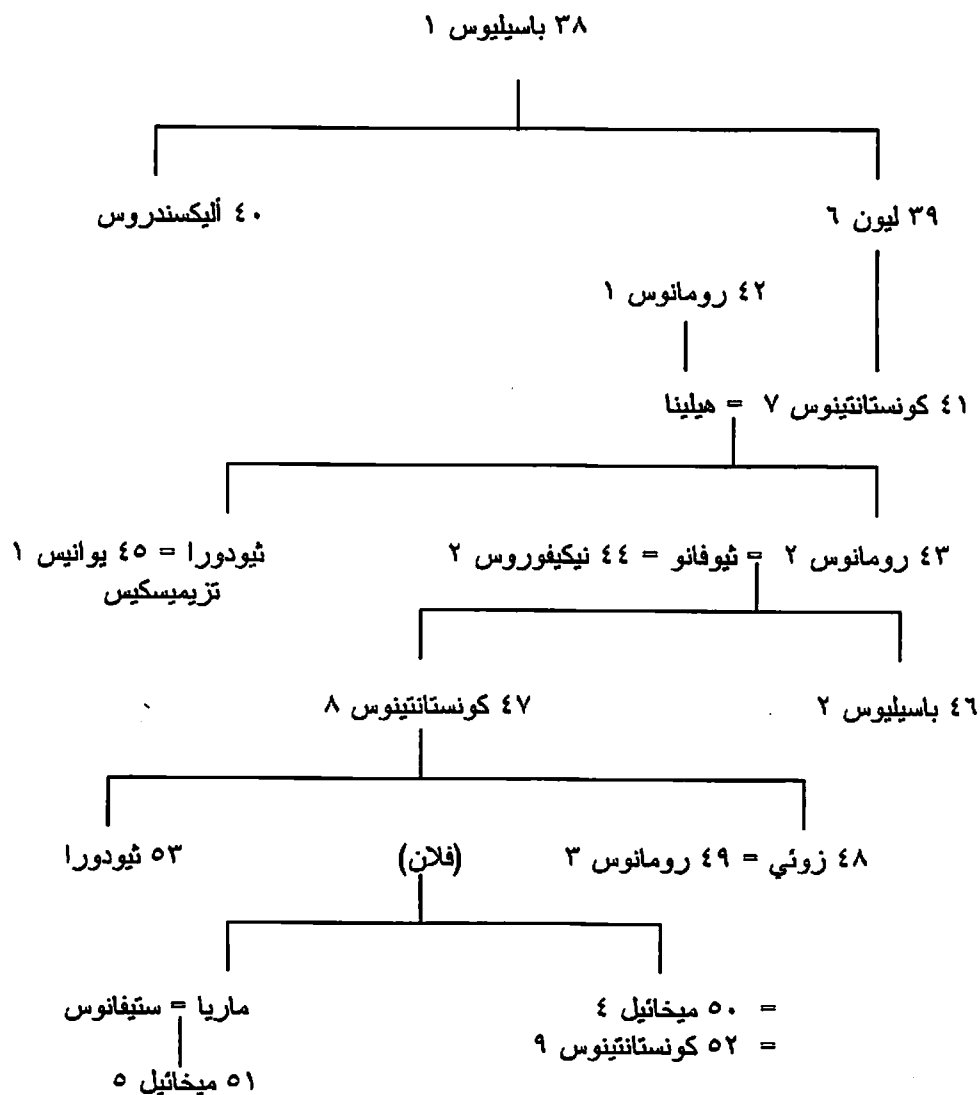 ٣٨ باسيليوس ١
٣٩ ليون ٦
٤٠ أليكسندروس
٤٢ رومانوس ١
٤١ كونستانتينوس ٧ = هيلينا
٤٣ رومانوس ٢ = ثيوفانو = ٤٤ نيكيفوروس ٢
ثيودورا = ٤٥ يوانيس ١
تزيميسكيس
٤٦ باسيليوس ٢
٤٧ كونستانتينوس ٨
٤٨ زوئي = ٤٩ رومانوس ٣
(فلان)
٥٣ ثيودورا
= ٥٠ ميخائيل ٤
= ٥٢ كونستانتينوس ٩
ماريا = ستيفانوس
٥١ ميخائيل ٥